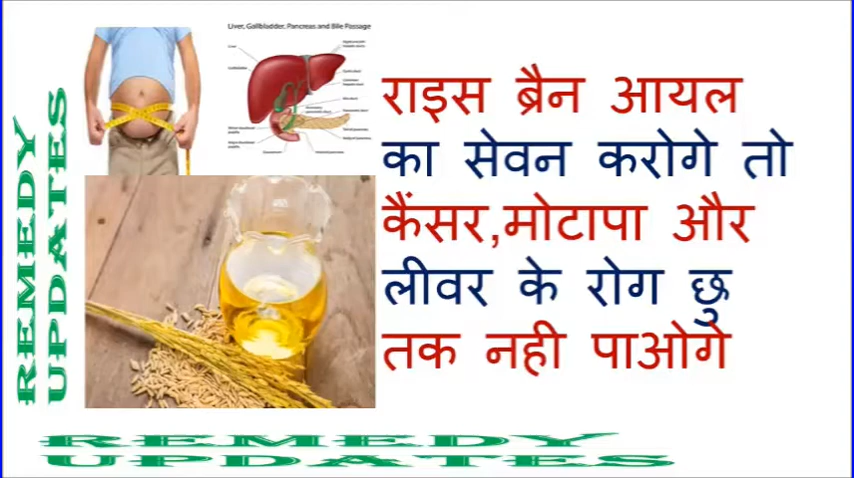 Liver, Gallbladder, Pancreas and Bile Passage
राइस ब्रैन आयल
का सेवन करोगे तो
कैंसर,मोटापा और
लीवर के रोग छु
तक नही पाओगे
REMEDY
UPDATES
REMEDY
UPDATES